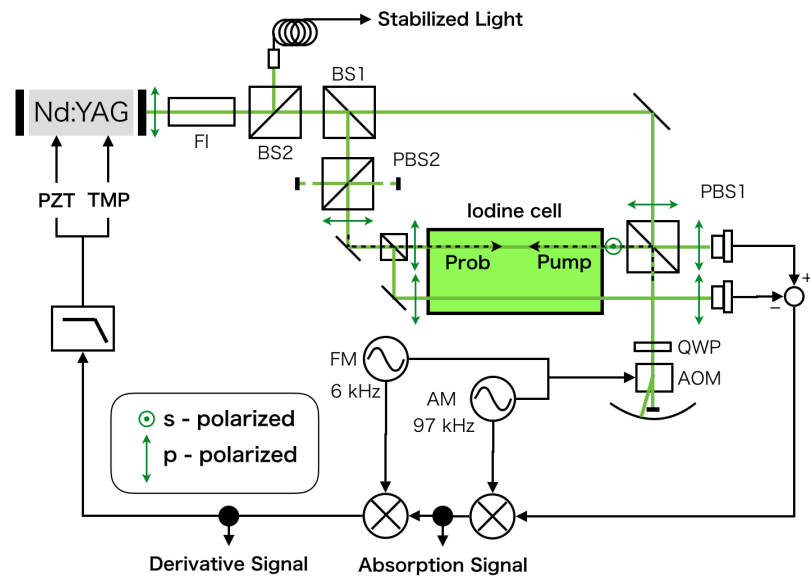 Stabilized Light
BS1
Nd:YAG
FI
BS2
PBS2
PZT TMP
PBS1
Iodine cell
Prob
Pump
+
−
QWP
FM
6 kHz
AOM
AM
97 kHz
s - polarized
p - polarized
Derivative Signal
Absorption Signal